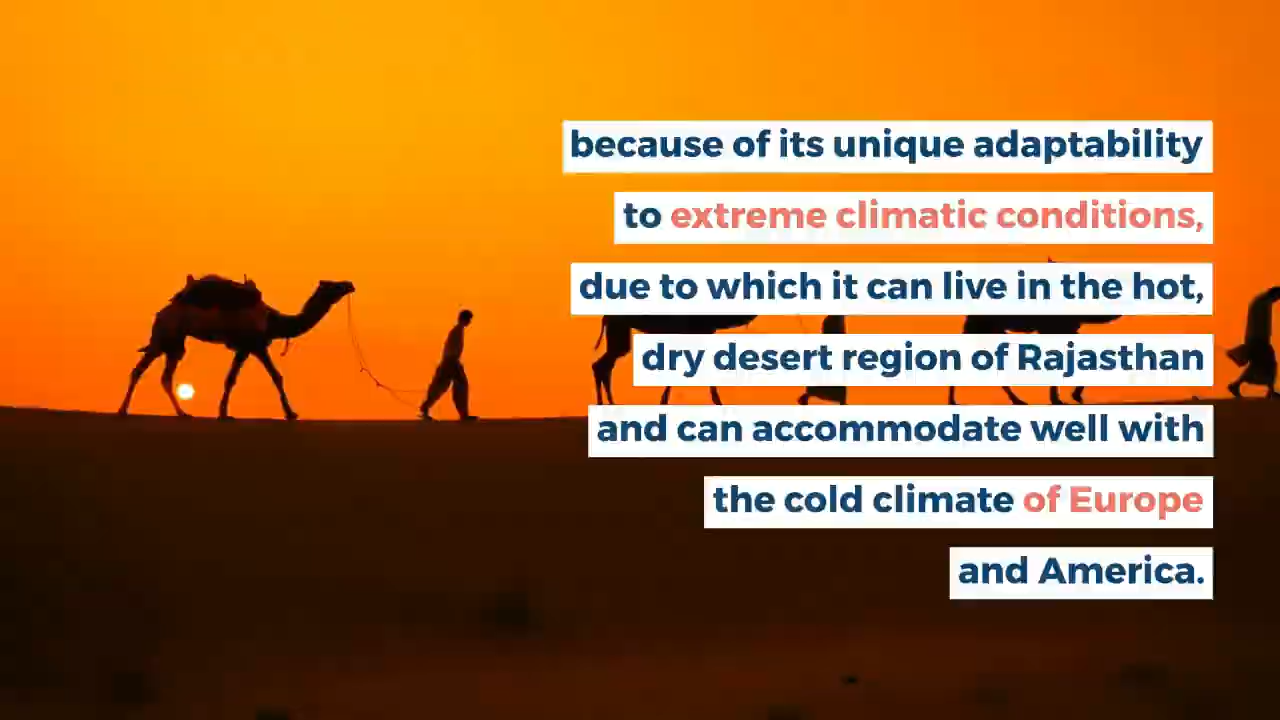 because of its unique adaptability
to extreme climatic conditions,
due to which it can live in the hot,
dry desert region of Rajasthan
and can accommodate well with
the cold climate of Europe
and America.